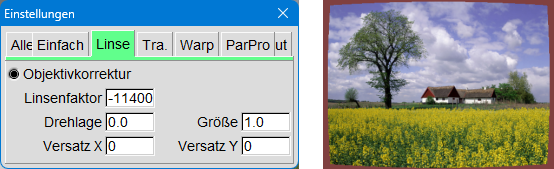 Einstellungen
Alle Einfach Linse Tra. Warp ParPro ut
Objektivkorrektur
Linsenfaktor -11400
Drehlage 0.0 Größe 1.0
Versatz X 0 Versatz Y 0